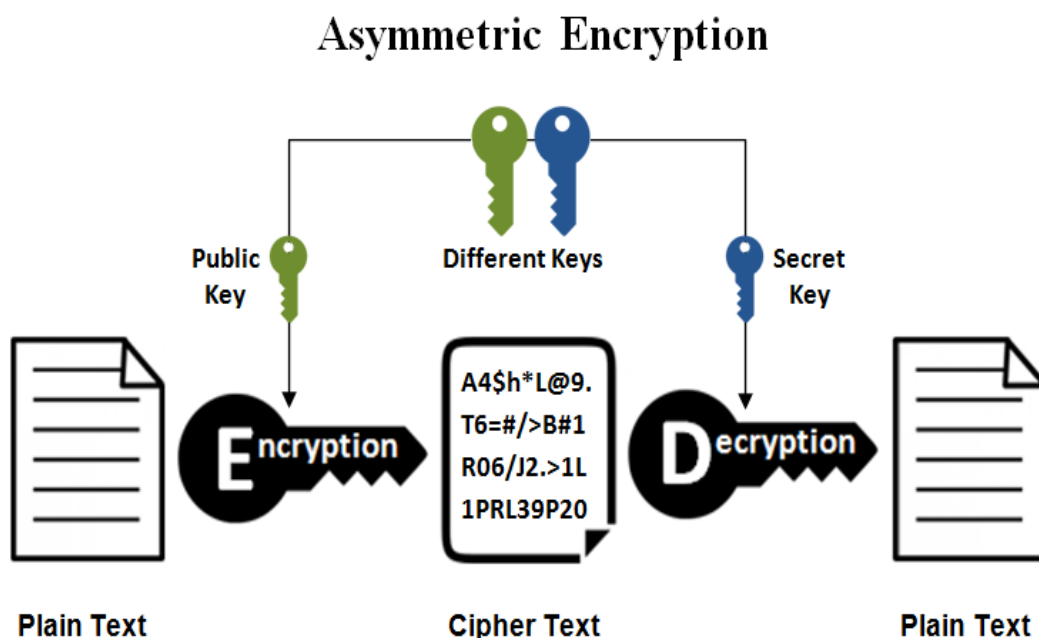 Asymmetric Encryption
Public
Key
Different Keys
Secret
Key
A4$h*L@9.
T6=#/>B#1
R06/J2.>1L
1PRL39P20
Encryption
Decryption
Plain Text
Cipher Text
Plain Text